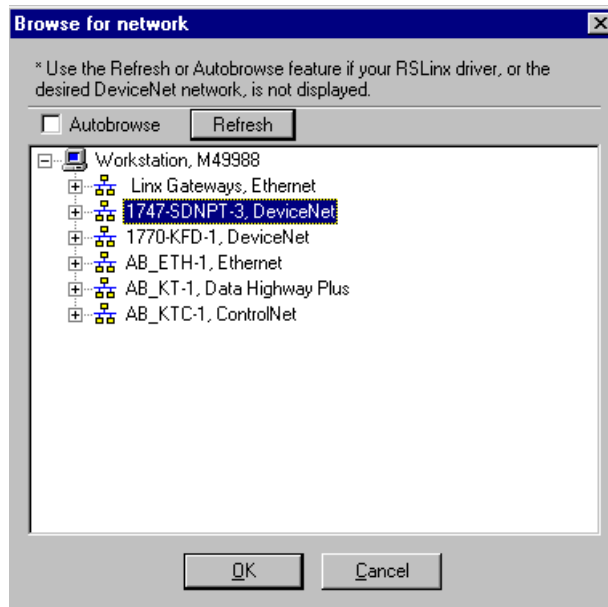 Browse for network
* Use the Refresh or Autobrowse feature if your RSLinx driver, or the
desired DeviceNet network, is not displayed.
Autobrowse Refresh
Workstation, M49988
Linx Gateways, Ethernet
1747-SDNPT-3, DeviceNet
1770-KFD-1, DeviceNet
AB_ETH-1, Ethernet
AB_KT-1, Data Highway Plus
AB_KTC-1, ControlNet
OK Cancel